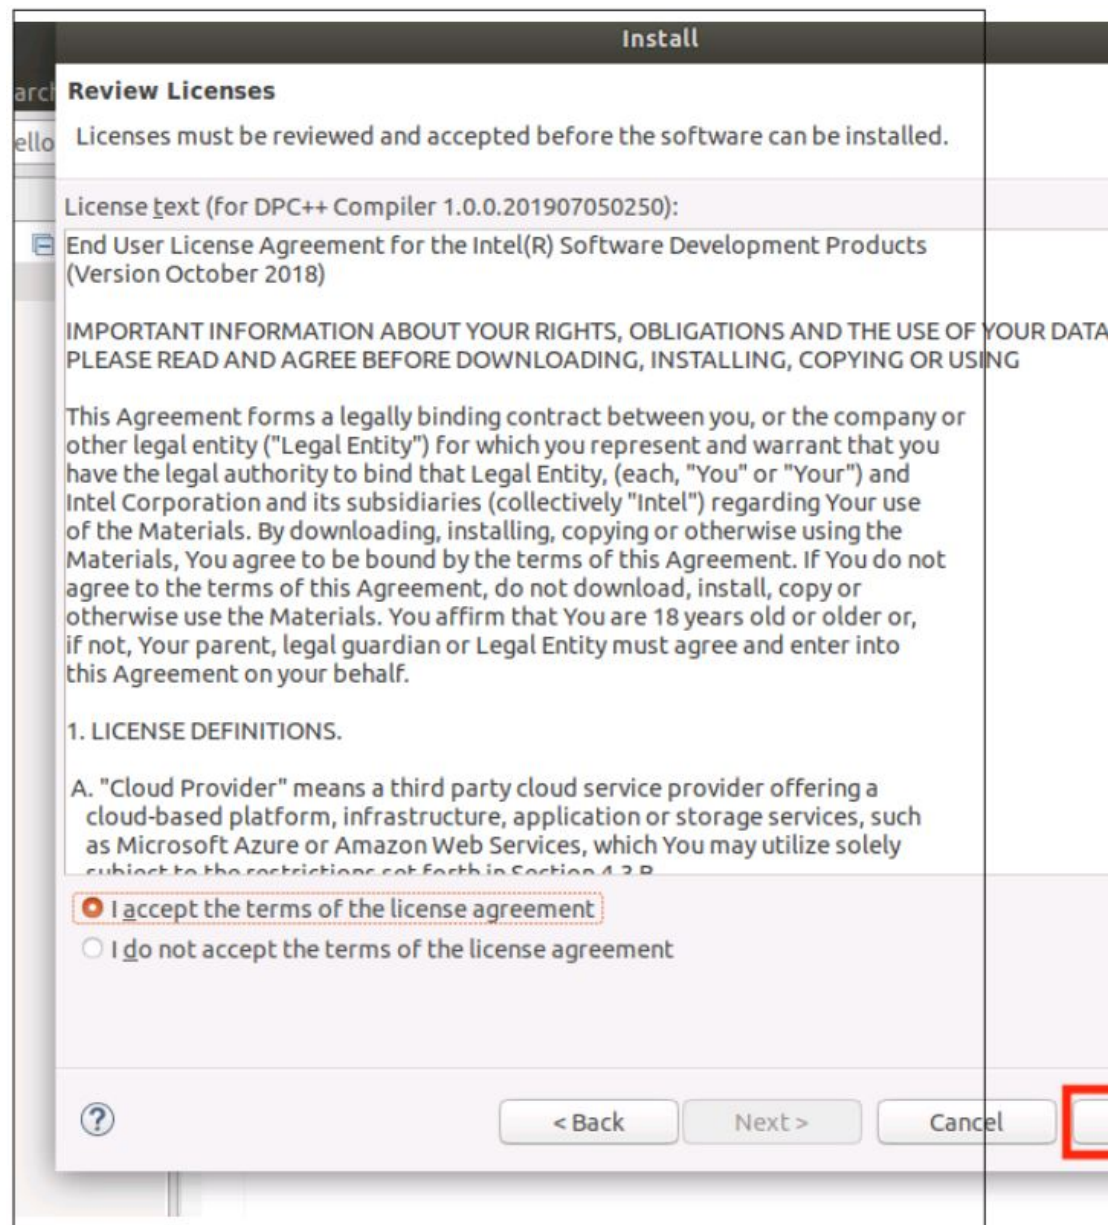 Install
Review Licenses
Licenses must be reviewed and accepted before the software can be installed.
License text (for DPC++ Compiler 1.0.0.201907050250):
End User License Agreement for the Intel(R) Software Development Products
(Version October 2018)
IMPORTANT INFORMATION ABOUT YOUR RIGHTS, OBLIGATIONS AND THE USE OF YOUR DATA
PLEASE READ AND AGREE BEFORE DOWNLOADING, INSTALLING, COPYING OR USING
This Agreement forms a legally binding contract between you, or the company or
other legal entity ("Legal Entity") for which you represent and warrant that you
have the legal authority to bind that Legal Entity, (each, "You" or "Your") and
Intel Corporation and its subsidiaries (collectively "Intel") regarding Your use
of the Materials. By downloading, installing, copying or otherwise using the
Materials, You agree to be bound by the terms of this Agreement. If You do not
agree to the terms of this Agreement, do not download, install, copy or
otherwise use the Materials. You affirm that You are 18 years old or older or,
if not, Your parent, legal guardian or Legal Entity must agree and enter into
this Agreement on your behalf.
1. LICENSE DEFINITIONS.
A. "Cloud Provider" means a third party cloud service provider offering a
cloud-based platform, infrastructure, application or storage services, such
as Microsoft Azure or Amazon Web Services, which You may utilize solely
subject to the restrictions set forth in Section 4.3.B
I accept the terms of the license agreement
I do not accept the terms of the license agreement
< Back
Next >
Cancel